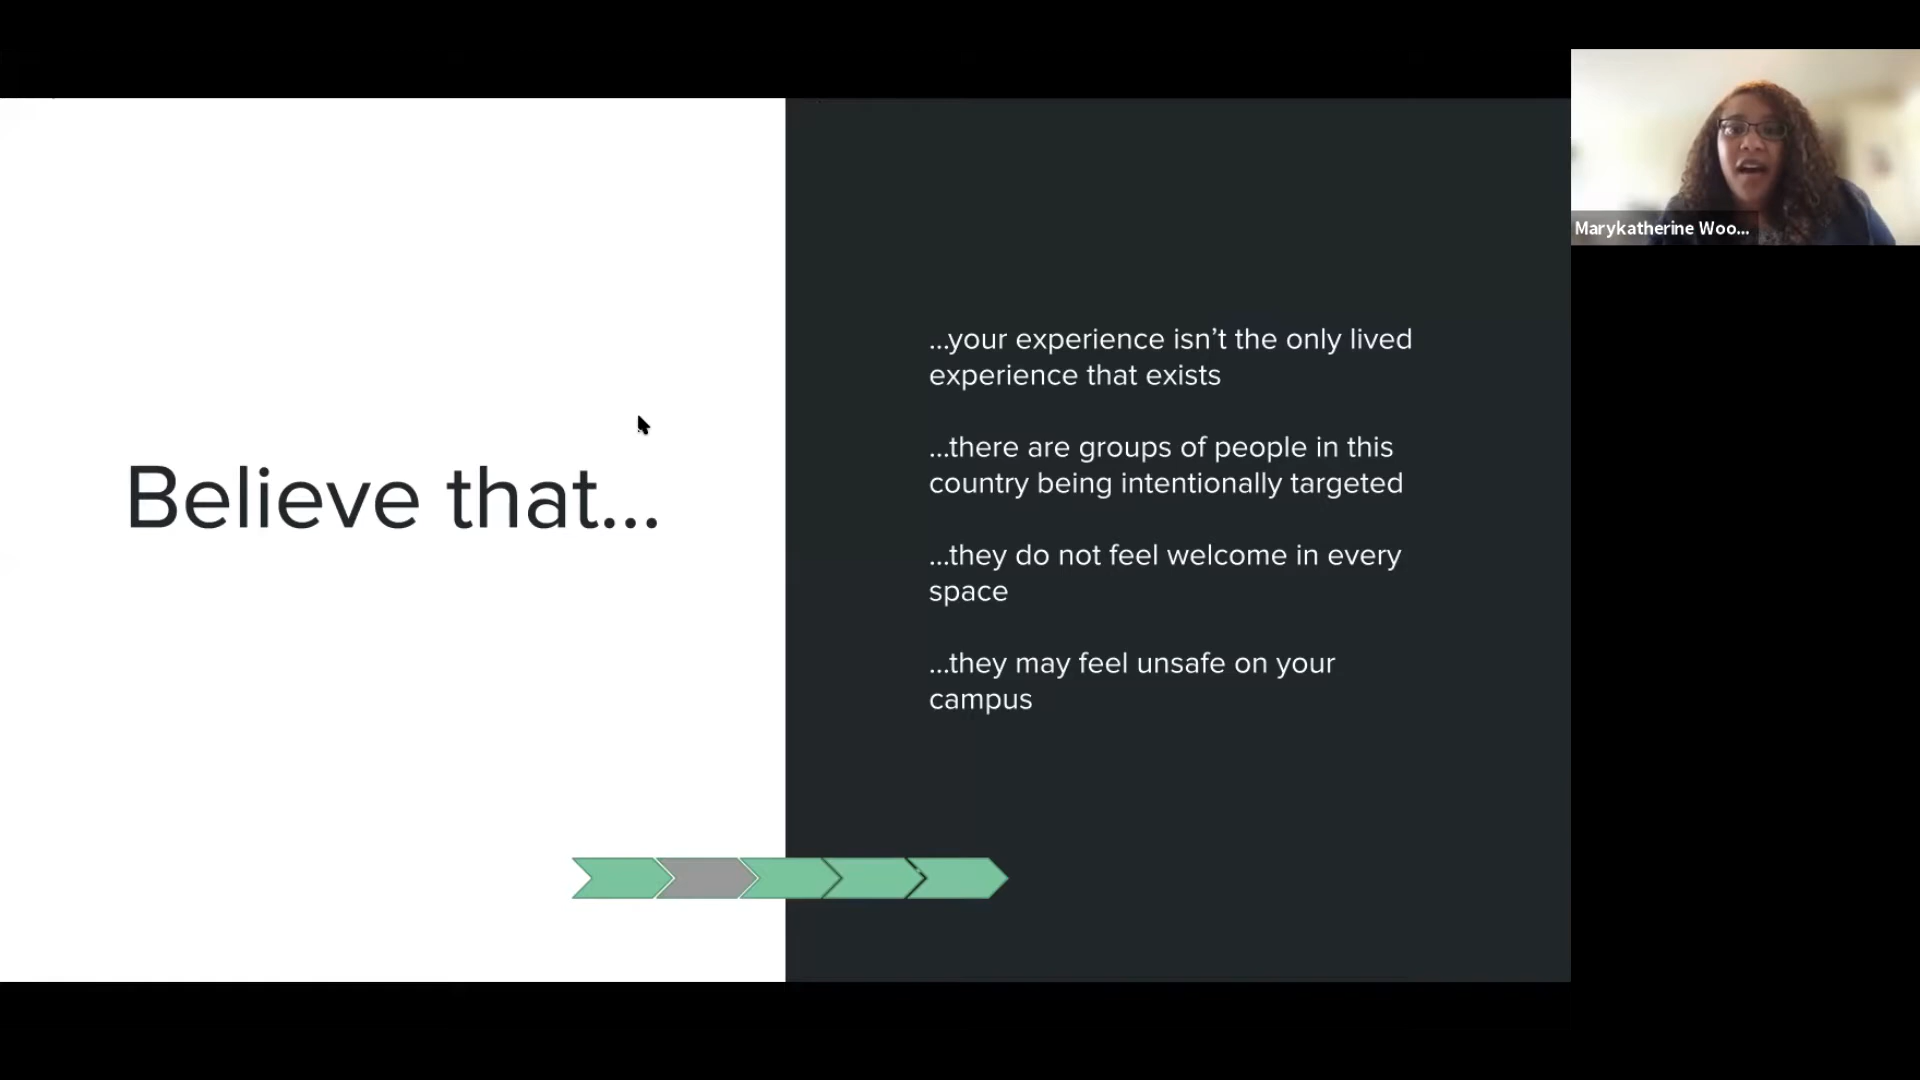 Believe that...
...your experience isn’t the only lived
experience that exists
...there are groups of people in this
country being intentionally targeted
...they do not feel welcome in every
space
...they may feel unsafe on your
campus
Marykatherine Woo...